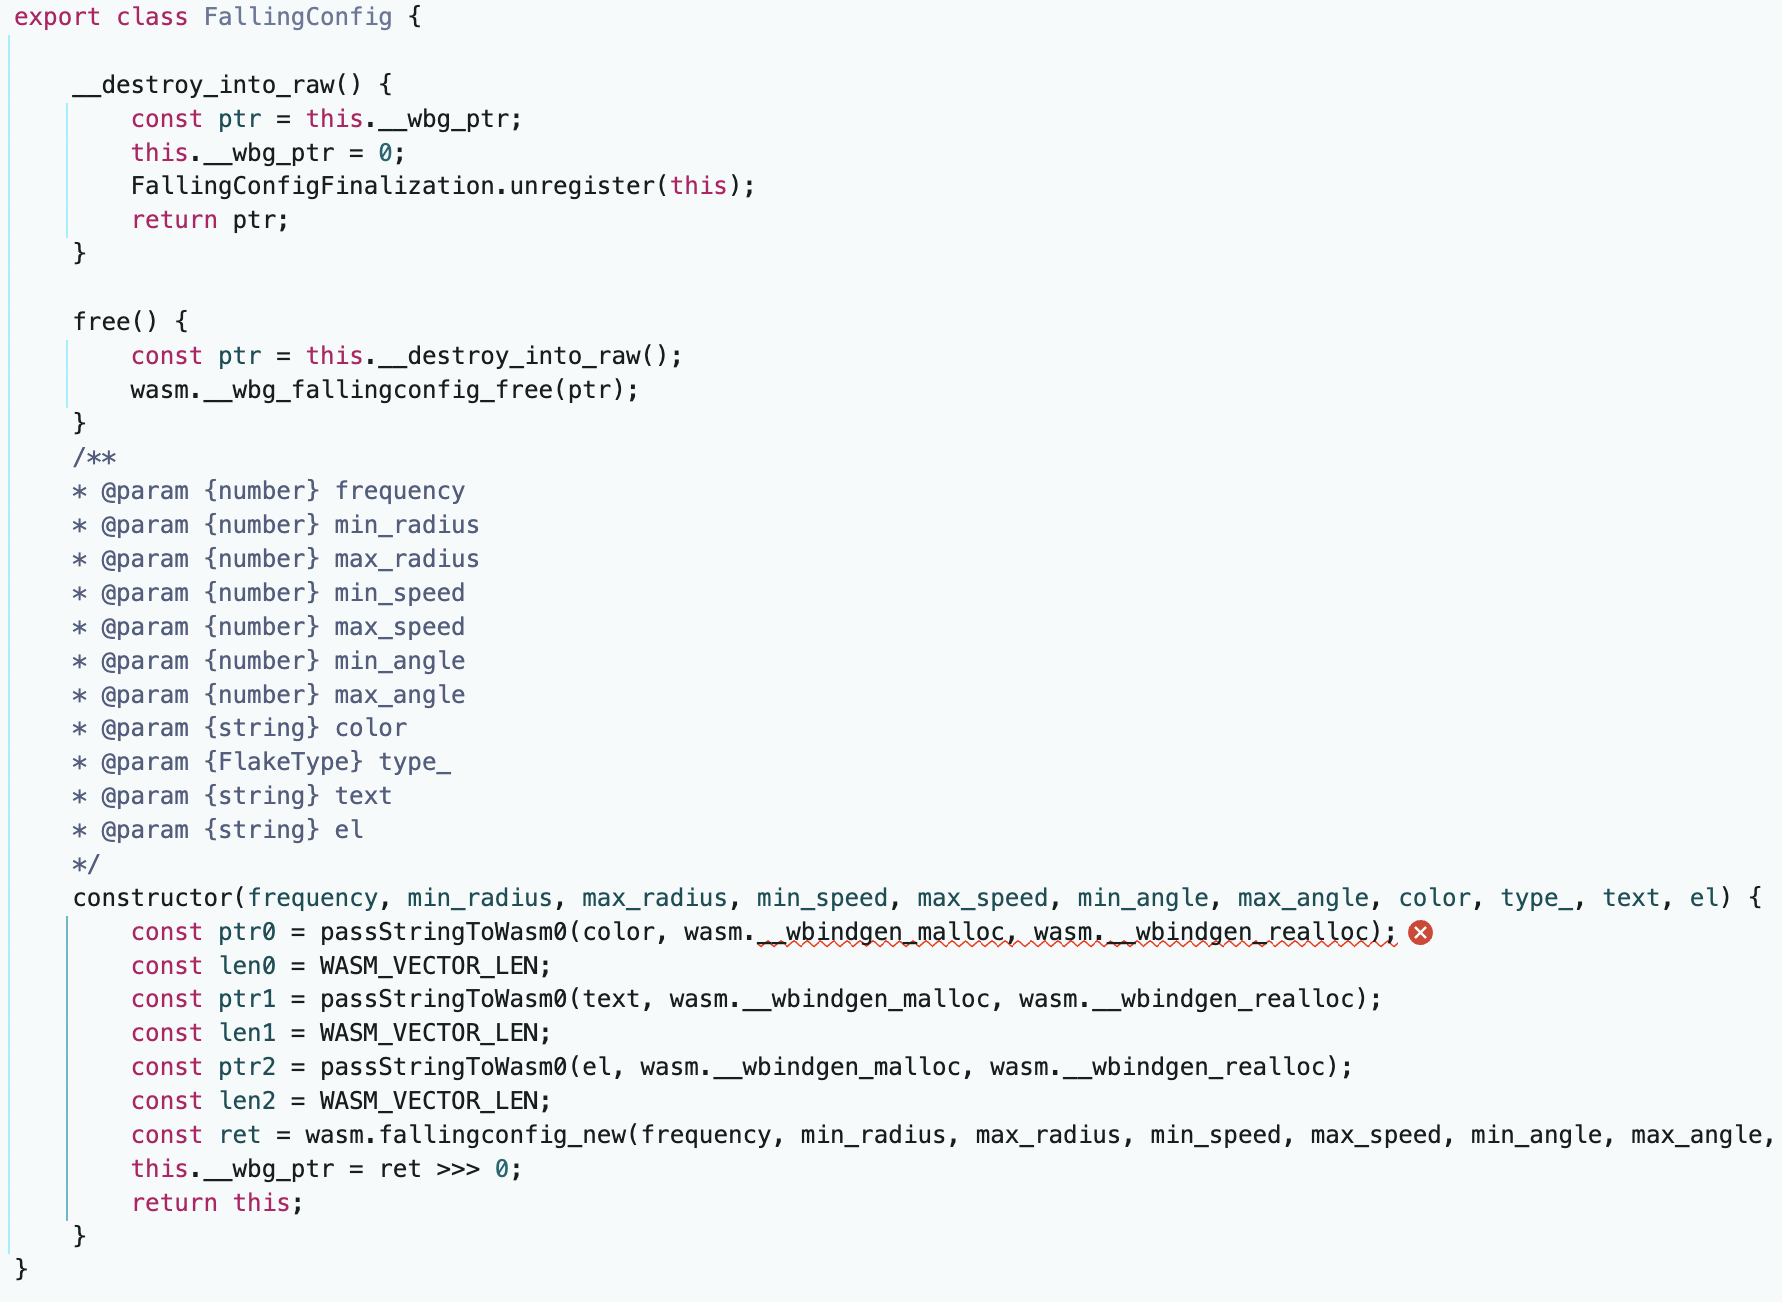 export class FallingConfig {
__destroy_into_raw() {
const ptr = this.__wbg_ptr;
this.__wbg_ptr = 0;
FallingConfigFinalization.unregister(this);
return ptr;
}
free() {
const ptr = this.__destroy_into_raw();
wasm.__wbg_fallingconfig_free(ptr);
}
/**
* @param {number} frequency
* @param {number} min_radius
* @param {number} max_radius
* @param {number} min_speed
* @param {number} max_speed
* @param {number} min_angle
* @param {number} max_angle
* @param {string} color
* @param {FlakeType} type_
* @param {string} text
* @param {string} el
*/
constructor(frequency, min_radius, max_radius, min_speed, max_speed, min_angle, max_angle, color, type_, text, el) {
const ptr0 = passStringToWasm0(color, wasm.__wbindgen_malloc, wasm.__wbindgen_realloc);
const len0 = WASM_VECTOR_LEN;
const ptr1 = passStringToWasm0(text, wasm.__wbindgen_malloc, wasm.__wbindgen_realloc);
const len1 = WASM_VECTOR_LEN;
const ptr2 = passStringToWasm0(el, wasm.__wbindgen_malloc, wasm.__wbindgen_realloc);
const len2 = WASM_VECTOR_LEN;
const ret = wasm.fallingconfig_new(frequency, min_radius, max_radius, min_speed, max_speed, min_angle, max_angle,
this.__wbg_ptr = ret >>> 0;
return this;
}
}